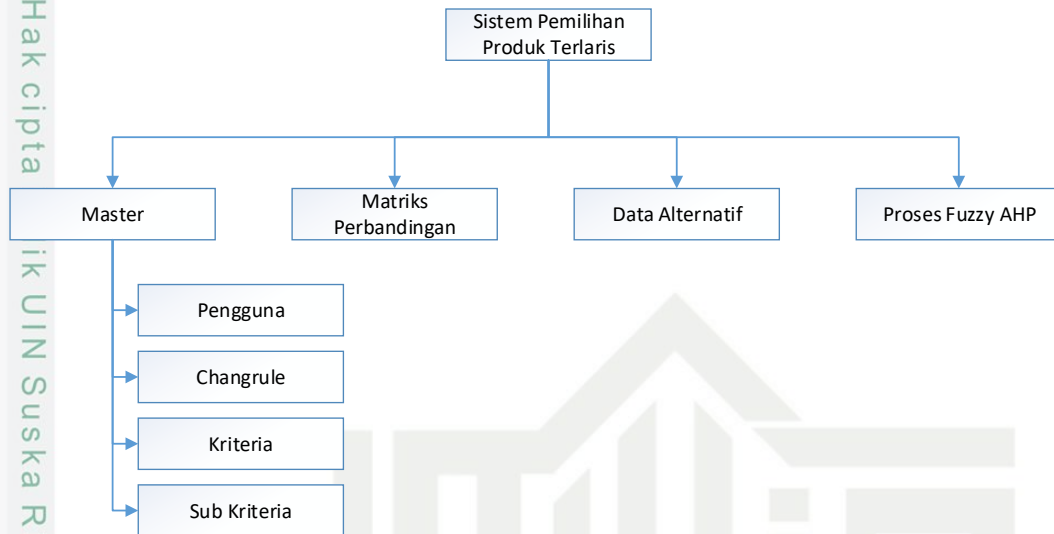 Hak cipta
ik UIN Suska R
Sistem Pemilihan
Produk Terlaris
Master
Matriks
Perbandingan
Data Alternatif
Proses Fuzzy AHP
Pengguna
Changrule
Kriteria
Sub Kriteria